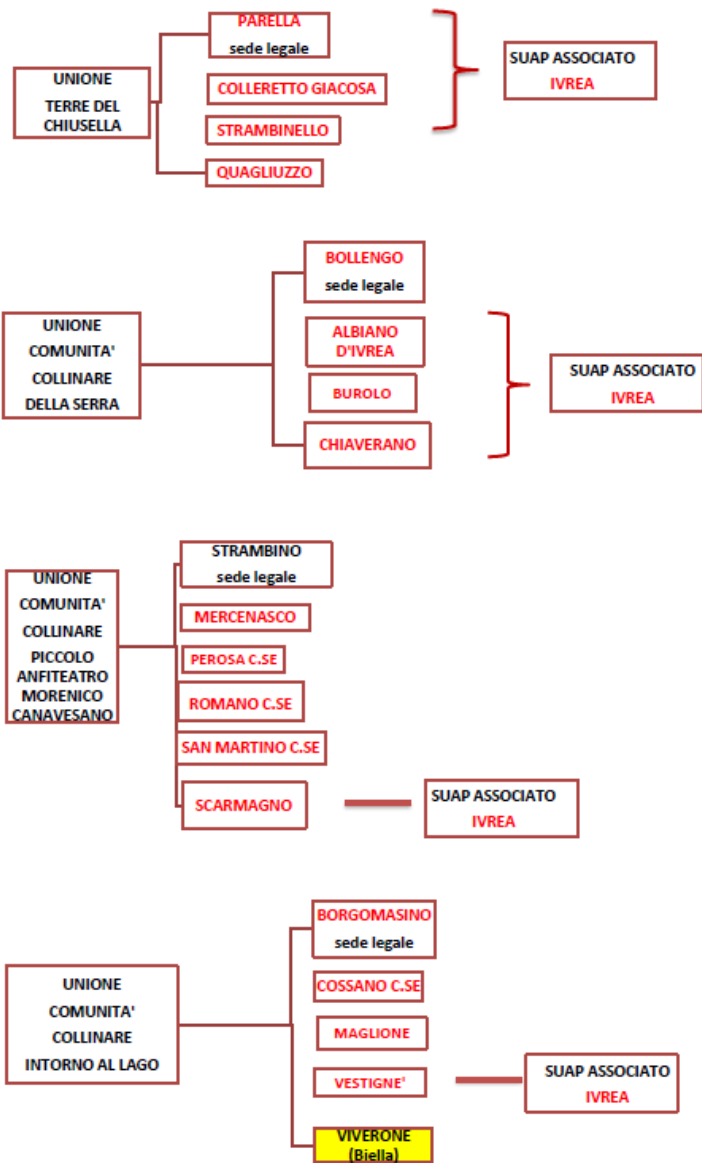 UNIONE
TERRE DEL
CHIUSELLA
PARELLA
sede legale
COLLERETTO GIACOSA
STRAMBINELLO
QUAGLIUZZO
SUAP ASSOCIATO
IVREA
UNIONE
COMUNITA'
COLLINARE
DELLA SERRA
BOLLENGO
sede legale
ALBIANO
D'IVREA
BUROLO
CHIAVERANO
SUAP ASSOCIATO
IVREA
UNIONE
COMUNITA'
COLLINARE
PICCOLO
ANFITEATRO
MORENICO
CANAVESANO
STRAMBINO
sede legale
MERCENASCO
PEROSA C.SE
ROMANO C.SE
SAN MARTINO C.SE
SCARMAGNO
SUAP ASSOCIATO
IVREA
UNIONE
COMUNITA'
COLLINARE
INTORNO AL LAGO
BORGOMASINO
sede legale
COSSANO C.SE
MAGLIONE
VESTIGNE'
VIVERONE
(Biella)
SUAP ASSOCIATO
IVREA